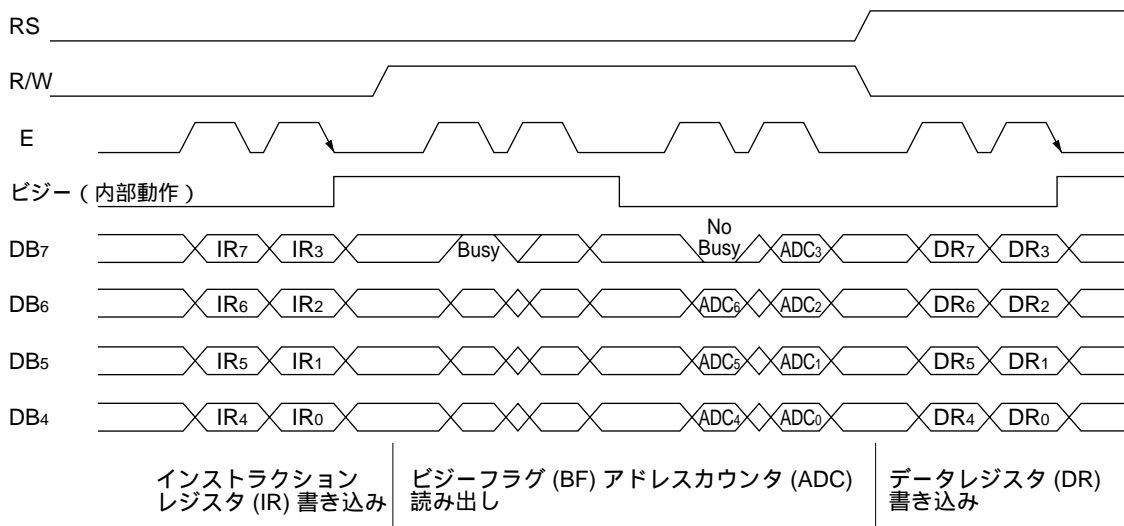 RS
R/W
E
ビジー ( 内部動作 )
No
DB7 IR7 IR3 Busy Busy ADC3 DR7 DR3
DB6 IR6 IR2 ADC6 ADC2 DR6 DR2
DB5 IR5 IR1 ADC5 ADC1 DR5 DR1
DB4 IR4 IR0 ADC4 ADC0 DR4 DR0
インストラクション
レジスタ (IR) 書き込み
ビジーフラグ (BF) アドレスカウンタ (ADC)
読み出し
データレジスタ (DR)
書き込み